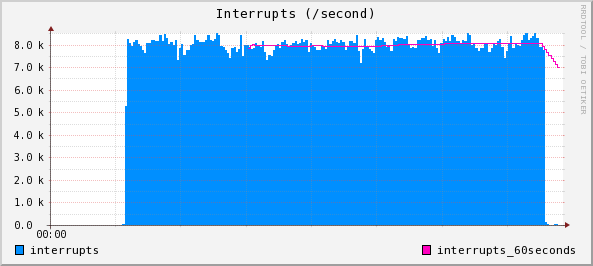 Interrupts (/second)
RRDTOOL / TOBI OETIKER
8.0 k
7.0 k
6.0 k
5.0 k
4.0 k
3.0 k
2.0 k
1.0 k
0.0
00:00
interrupts
interrupts_60seconds